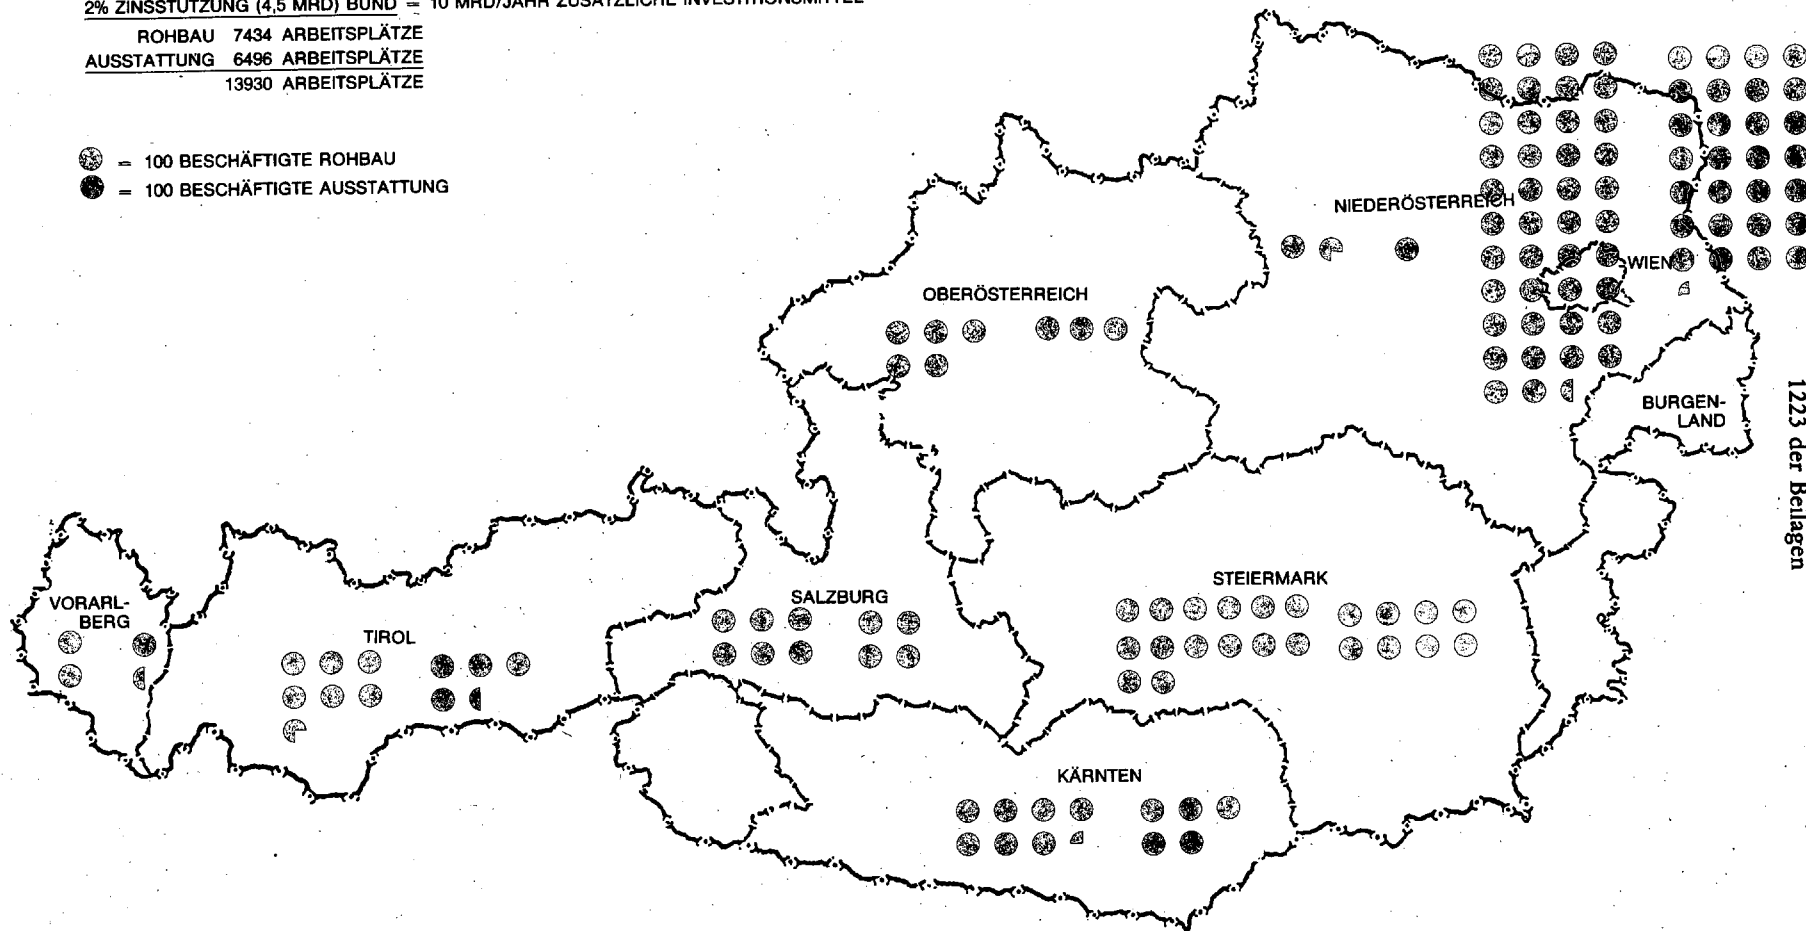 2% ZINSSTÜTZUNG (4,5 MRD) BUND = 10 MRD/JAHR ZUSÄTZLICHE INVESTITIONSMITTEL
ROHBAU 7434 ARBEITSPLÄTZE
AUSSTATTUNG 6496 ARBEITSPLÄTZE
13930 ARBEITSPLÄTZE
= 100 BESCHÄFTIGTE ROHBAU
= 100 BESCHÄFTIGTE AUSSTATTUNG
NIEDERÖSTERREICH
WIEN
OBERÖSTERREICH
BURGEN-
LAND
STEIERMARK
SALZBURG
VORARL-
BERG
TIROL
KÄRNTEN
1223 der Beilagen